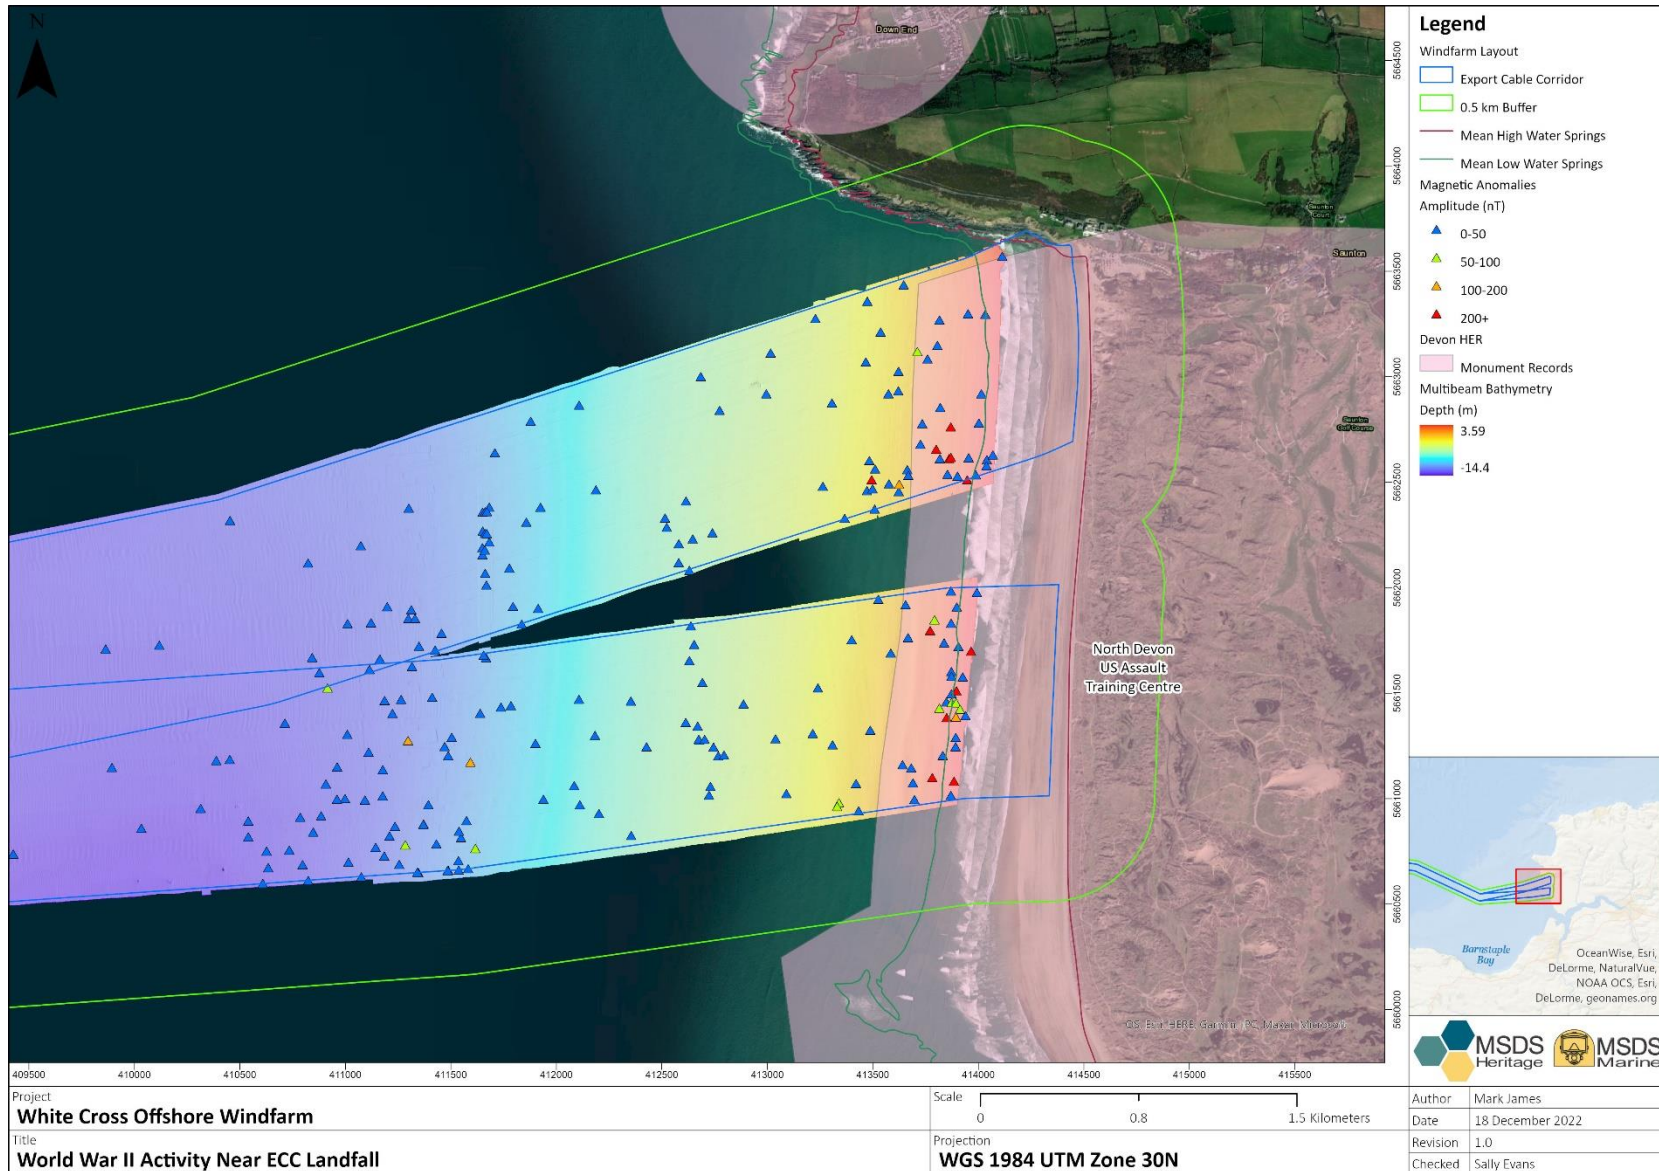 N
Down End
Saunton
Court
Saunton
Saunton
Golf Course
North Devon
US Assault
Training Centre
5664500
5664000
5663500
5663000
5662500
5662000
5661500
5661000
5660500
5660000
409500
410000
410500
411000
411500
412000
412500
413000
413500
414000
414500
415000
415500
Legend
Windfarm Layout
Export Cable Corridor
0.5 km Buffer
Mean High Water Springs
Mean Low Water Springs
Magnetic Anomalies
Amplitude (nT)
0-50
50-100
100-200
200+
Devon HER
Monument Records
Multibeam Bathymetry
Depth (m)
3.59
-14.4
Barnstaple
Bay
OceanWise, Esri,
DeLorme, NaturalVue,
NOAA OCS, Esri,
DeLorme, geonames.org
MSDS
Heritage
MSDS
Marine
Project
White Cross Offshore Windfarm
Title
World War II Activity Near ECC Landfall
Scale
0 0.8 1.5 Kilometers
Projection
WGS 1984 UTM Zone 30N
Author Mark James
Date 18 December 2022
Revision 1.0
Checked Sally Evans